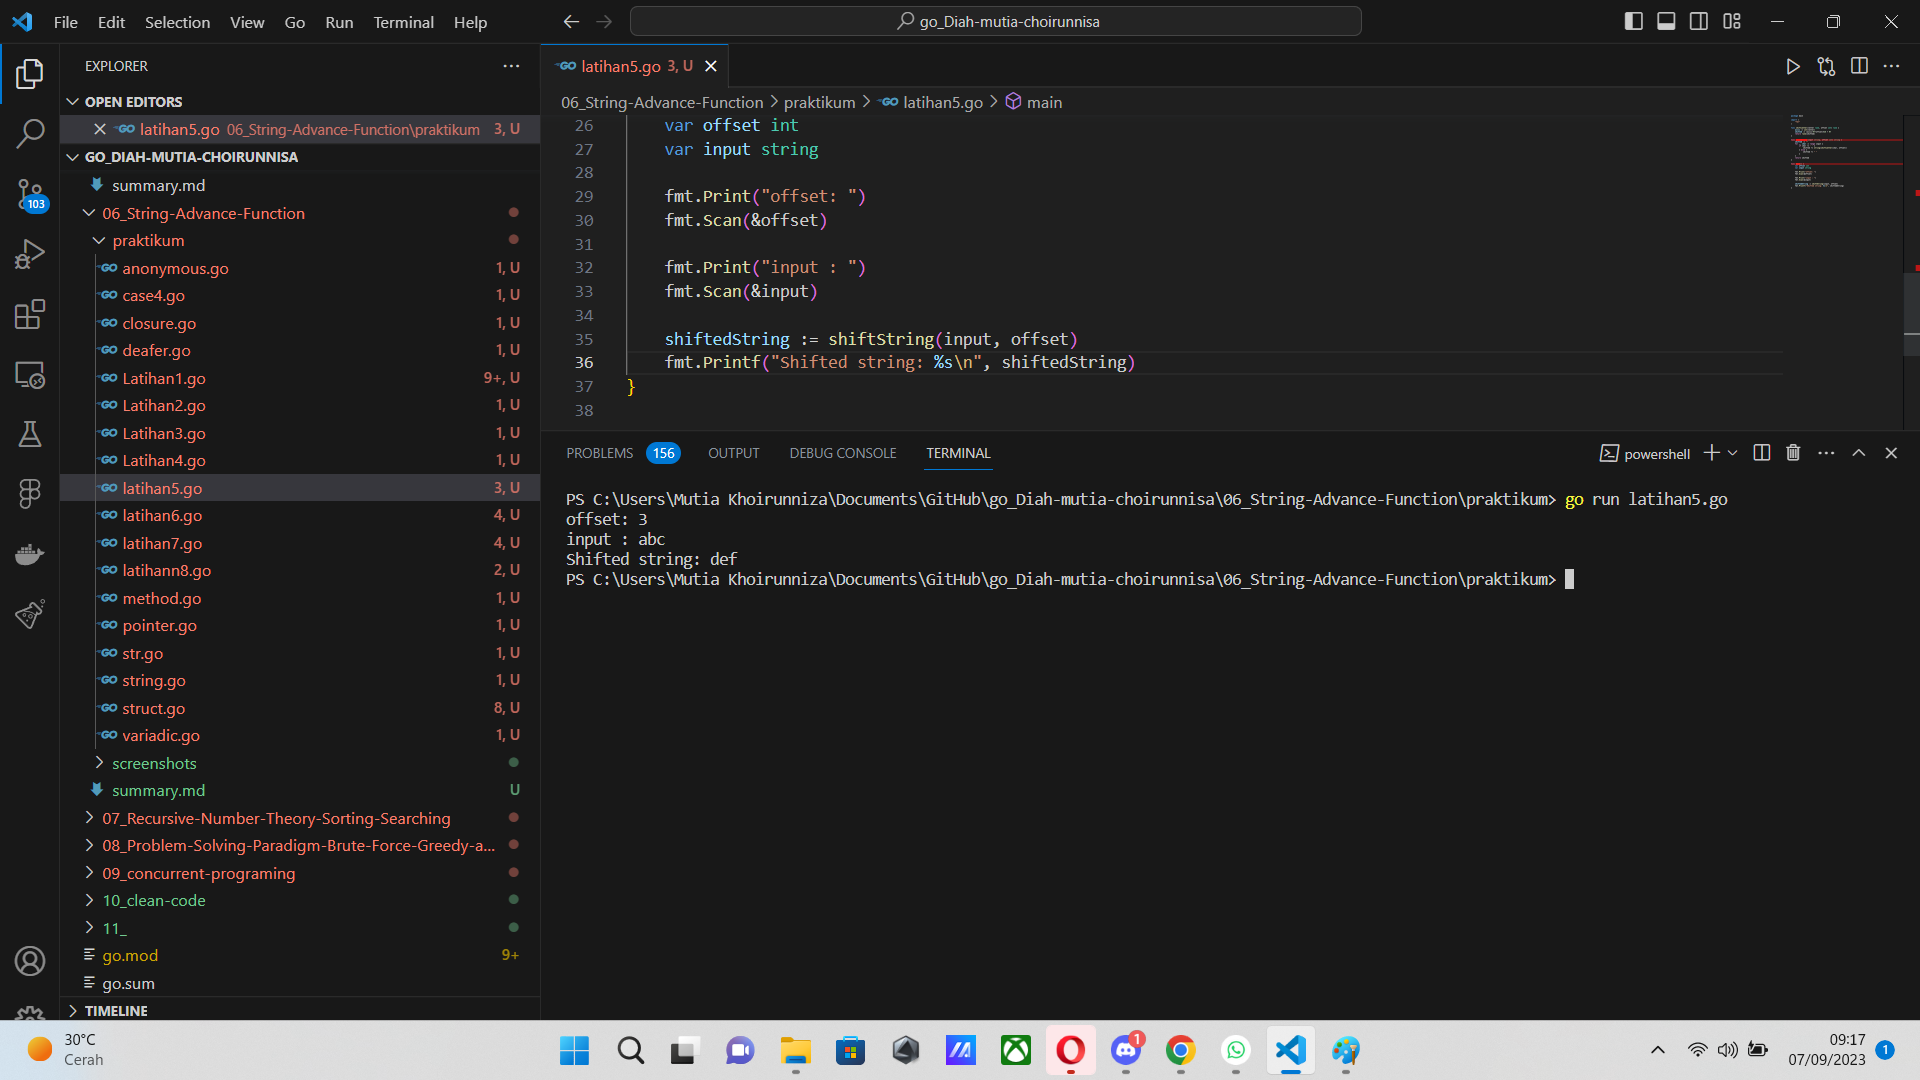 File Edit Selection View Go Run Terminal Help
go_Diah-mutia-choirunnisa
EXPLORER
OPEN EDITORS
latihan5.go 06_String-Advance-Function\praktikum 3, U
GO_DIAH-MUTIA-CHOIRUNNISA
summary.md
06_String-Advance-Function
praktikum
anonymous.go 1, U
case4.go 1, U
closure.go 1, U
deafer.go 1, U
Latihan1.go 9+, U
Latihan2.go 1, U
Latihan3.go 1, U
Latihan4.go 1, U
latihan5.go 3, U
latihan6.go 4, U
latihan7.go 4, U
latihann8.go 2, U
method.go 1, U
pointer.go 1, U
str.go 1, U
string.go 1, U
struct.go 8, U
variadic.go 1, U
screenshots
summary.md U
07_Recursive-Number-Theory-Sorting-Searching
08_Problem-Solving-Paradigm-Brute-Force-Greedy-a...
09_concurrent-programing
10_clean-code
11_
go.mod 9+
go.sum
TIMELINE
103
latihan5.go 3, U
06_String-Advance-Function > praktikum > latihan5.go > main
26 var offset int
27 var input string
28
29 fmt.Print("offset: ")
30 fmt.Scan(&offset)
31
32 fmt.Print("input : ")
33 fmt.Scan(&input)
34
35 shiftedString := shiftString(input, offset)
36 fmt.Printf("Shifted string: %s\n", shiftedString)
37 }
38
PROBLEMS 156 OUTPUT DEBUG CONSOLE TERMINAL
powershell
PS C:\Users\Mutia Khoirunniza\Documents\GitHub\go_Diah-mutia-choirunnisa\06_String-Advance-Function\praktikum> go run latihan5.go
offset: 3
input : abc
Shifted string: def
PS C:\Users\Mutia Khoirunniza\Documents\GitHub\go_Diah-mutia-choirunnisa\06_String-Advance-Function\praktikum>
30°C
Cerah
1
09:17
07/09/2023
1